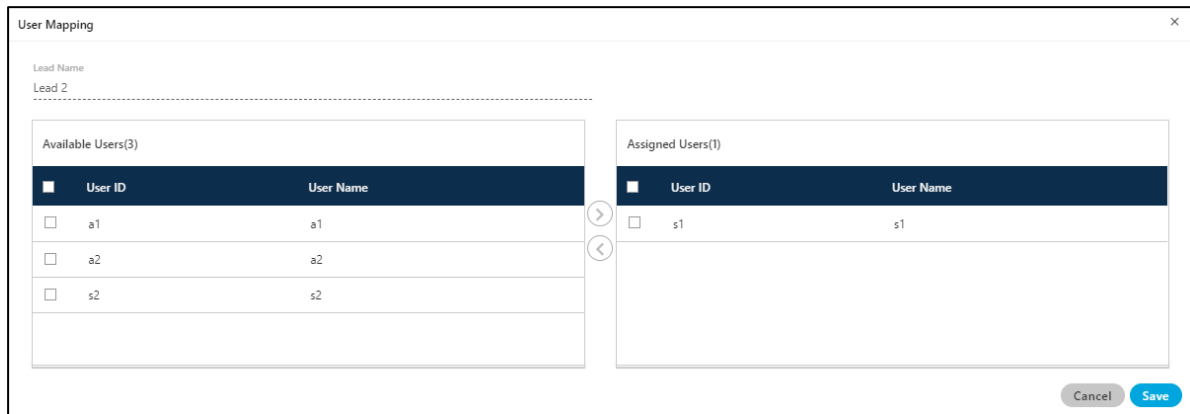 User Mapping
Lead Name
Lead 2
Available Users(3)
User ID User Name
a1 a1
a2 a2
s2 s2
Assigned Users(1)
User ID User Name
s1 s1
Cancel Save